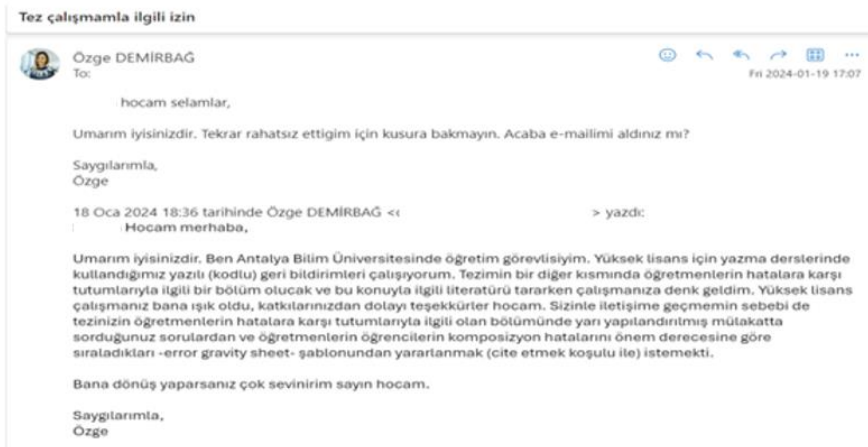 Tez çalışmamla ilgili izin
Özge DEMİRBAĞ
To:
Fri 2024-01-19 17:07
hocam selamlar,
Umarım iyisinizdir. Tekrar rahatsız ettigim için kusura bakmayın. Acaba e-mailimi aldınız mı?
Saygılarımla,
Özge
18 Oca 2024 18:36 tarihinde Özge DEMİRBAĞ << > yazdı:
Hocam merhaba,
Umarım iyisinizdir. Ben Antalya Bilim Üniversitesinde öğretim görevlisiyim. Yüksek lisans için yazma derslerinde
kullandığımız yazılı (kodlu) geri bildirimleri çalışıyorum. Tezimin bir diğer kısmında öğretmenlerin hatalara karşı
tutumlarıyla ilgili bir bölüm olucak ve bu konuyla ilgili literatürü tararken çalışmanıza denk geldim. Yüksek lisans
çalışmanız bana ışık oldu, katkılarınızdan dolayı teşekkürler hocam. Sizinle iletişime geçmemin sebebi de
tezinizin öğretmenlerin hatalara karşı tutumlarıyla ilgili olan bölümünde yarı yapılandırılmış mülakatta
sorduğunuz sorulardan ve öğretmenlerin öğrencilerin kompozisyon hatalarını önem derecesine göre
sıraladıkları -error gravity sheet- şablonundan yararlanmak (cite etmek koşulu ile) istemekti.
Bana dönüş yaparsanız çok sevinirim sayın hocam.
Saygılarımla,
Özge